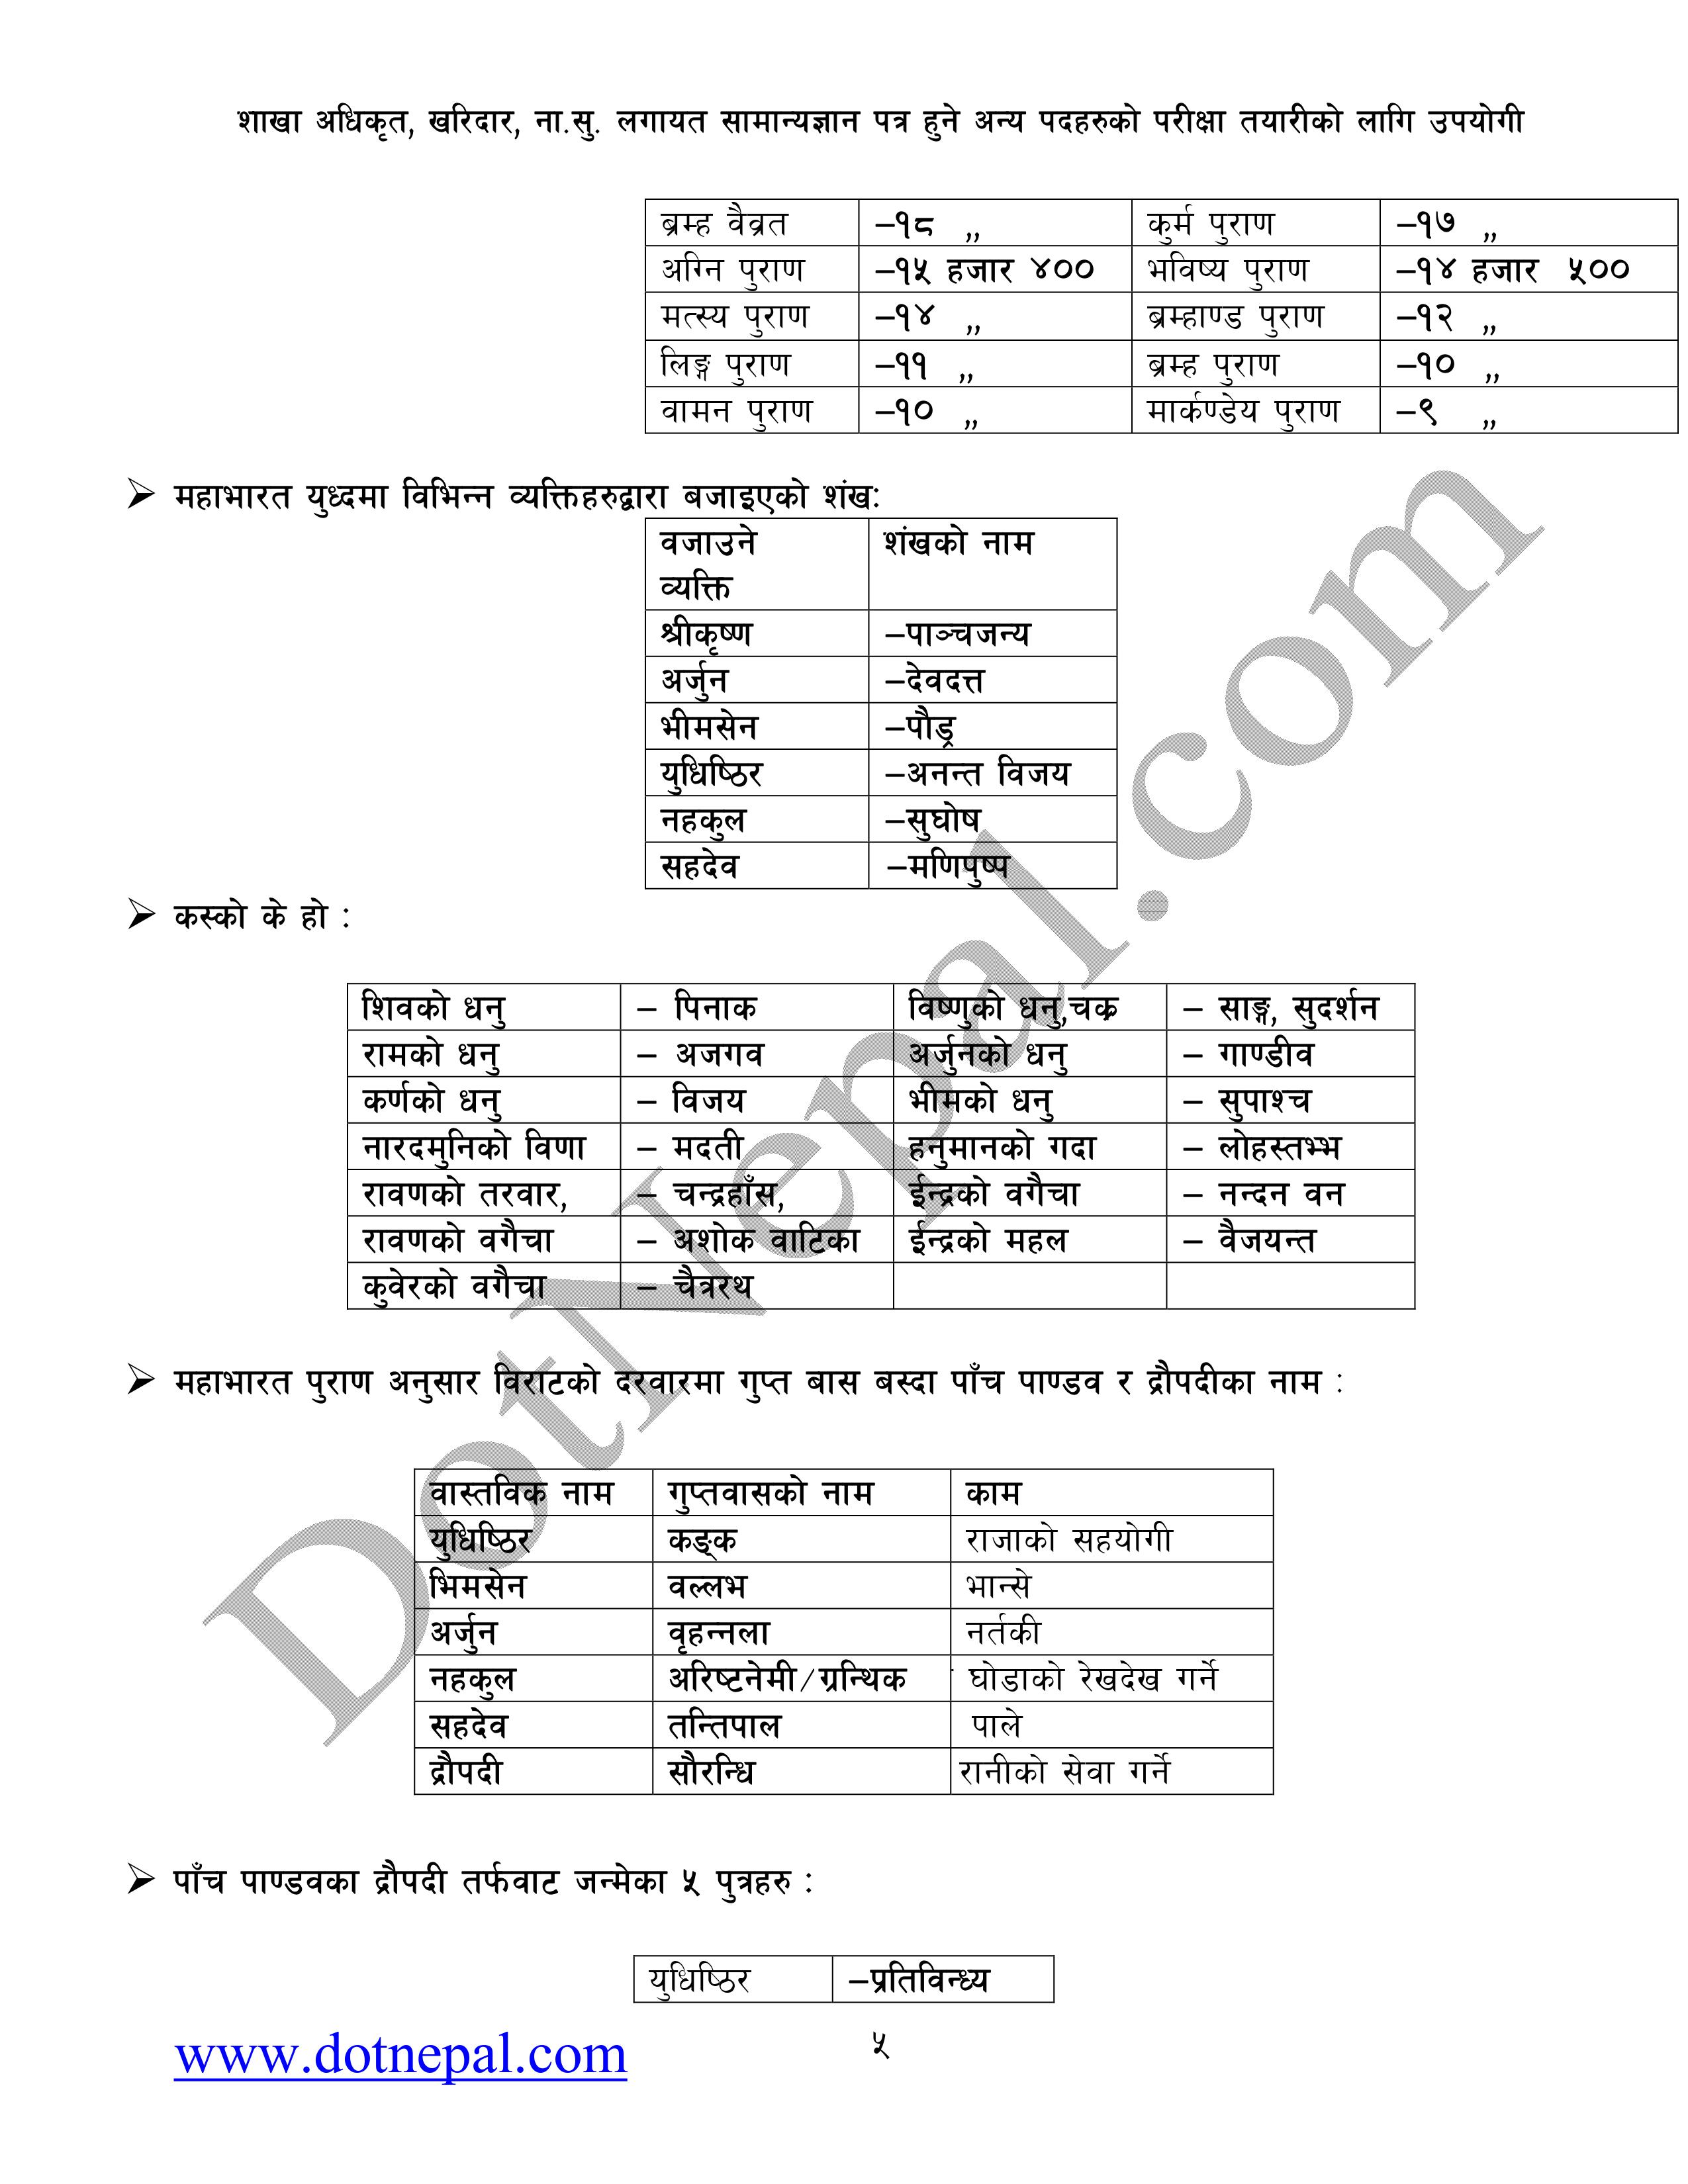 शाखा अधिकृत, खरिदार, ना.सु. लगायत सामान्यज्ञान पत्र हुने अन्य पदहरुको परीक्षा तयारीको लागि उपयोगी
ब्रम्ह वैव्रत –१८ ,, कुर्म पुराण –१७ ,,
अग्नि पुराण –१५ हजार ४०० भविष्य पुराण –१४ हजार ५००
मत्स्य पुराण –१४ ,, ब्रम्हाण्ड पुराण –१२ ,,
लिङ्ग पुराण –११ ,, ब्रम्ह पुराण –१० ,,
वामन पुराण –१० ,, मार्कण्डेय पुराण –९ ,,
➢ महाभारत युध्दमा विभिन्न व्यक्तिहरुद्वारा बजाइएको शंखः
वजाउने शंखको नाम
व्यक्ति
श्रीकृष्ण –पाञ्चजन्य
अर्जुन –देवदत्त
भीमसेन –पौड्र
युधिष्ठिर –अनन्त विजय
नहकुल –सुघोष
सहदेव –मणिपुष्प
➢ कस्को के हो :
शिवको धनु – पिनाक विष्णुको धनु,चक्र – साङ्ग, सुदर्शन
रामको धनु – अजगव अर्जुनको धनु – गाण्डीव
कर्णको धनु – विजय भीमको धनु – सुपाश्च
नारदमुनिको विणा – मदती हनुमानको गदा – लोहस्तम्भ
रावणको तरवार, – चन्द्रहाँस, ईन्द्रको वगैचा – नन्दन वन
रावणको वगैचा – अशोक वाटिका ईन्द्रको महल – वैजयन्त
कुवेरको वगैचा – चैत्ररथ
➢ महाभारत पुराण अनुसार विराटको दरवारमा गुप्त बास बस्दा पाँच पाण्डव र द्रौपदीका नाम :
वास्तविक नाम गुप्तवासको नाम काम
युधिष्ठिर कङ्क राजाको सहयोगी
भिमसेन वल्लभ भान्से
अर्जुन वृहन्नला नर्तकी
नहकुल अरिष्टनेमी/ग्रन्थिक घोडाको रेखदेख गर्ने
सहदेव तन्तिपाल पाले
द्रौपदी सौरन्धि रानीको सेवा गर्ने
➢ पाँच पाण्डवका द्रौपदी तर्फवाट जन्मेका ५ पुत्रहरु :
युधिष्ठिर –प्रतिविन्ध्य
www.dotnepal.com ५
DotNepal.com